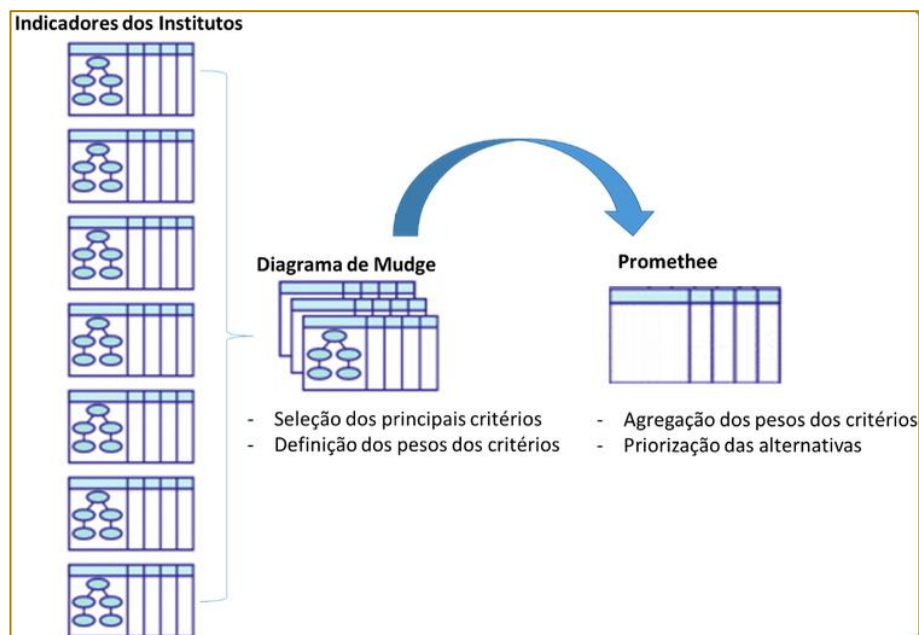 Indicadores dos Institutos
Diagrama de Mudge
- Seleção dos principais critérios
- Definição dos pesos dos critérios
Promethee
- Agregação dos pesos dos critérios
- Priorização das alternativas